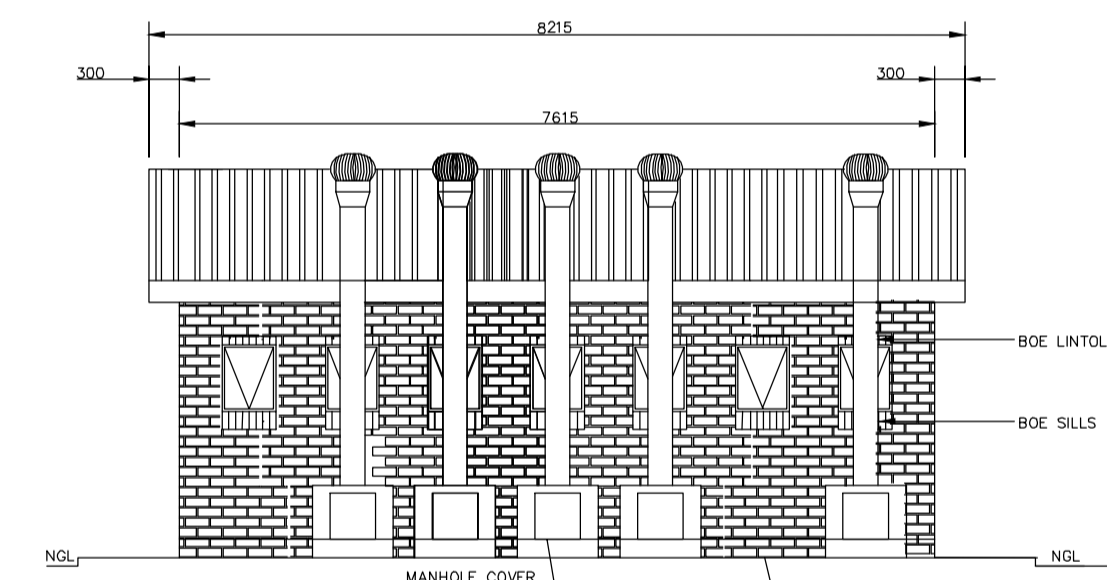 8215
300
300
7615
BOE LINTOL
BOE SILLS
NGL
NGL
MANHOLE COVER